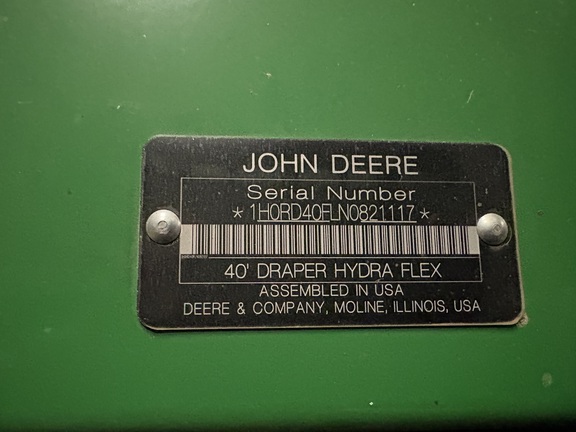 JOHN DEERE
Serial Number
*1H0RD40FLN0821117*
40' DRAPER HYDRA FLEX
ASSEMBLED IN USA
DEERE & COMPANY, MOLINE, ILLINOIS, USA